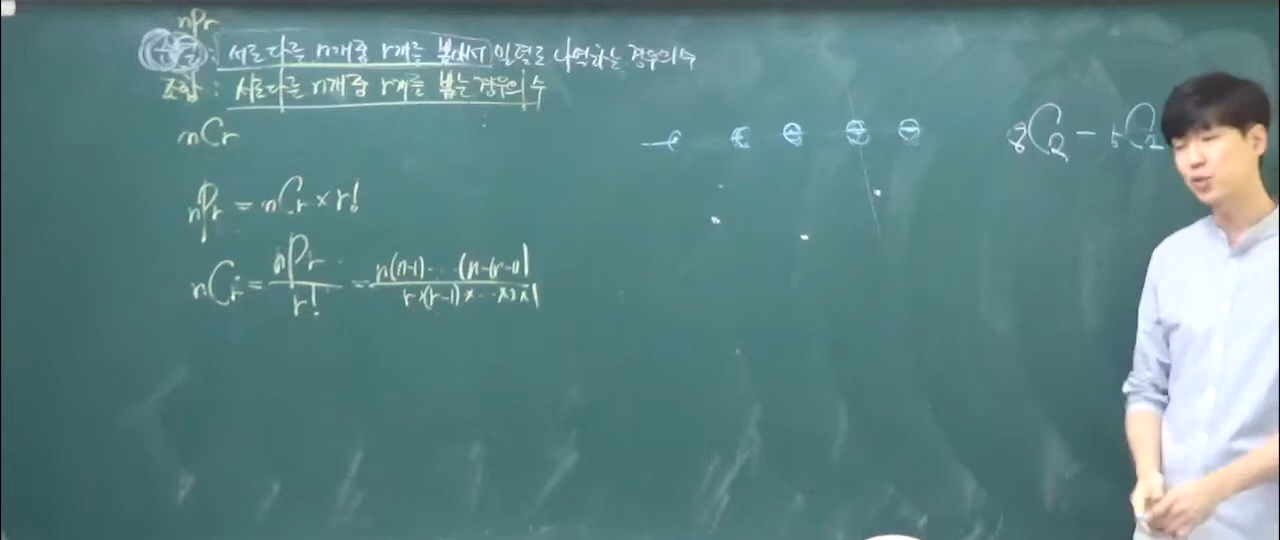 nPr
순열 : 서로다른 n개중 r개를 뽑아서 일렬로 나열하는 경우의수
조합 : 서로다른 n개중 r개를 뽑는 경우의 수
nCr
nPr = nCr × r!
nCr = nPr / r! = n(n-1)···(n-(r-1)) / r×(r-1)×···×2×1
8C2 - 5C2